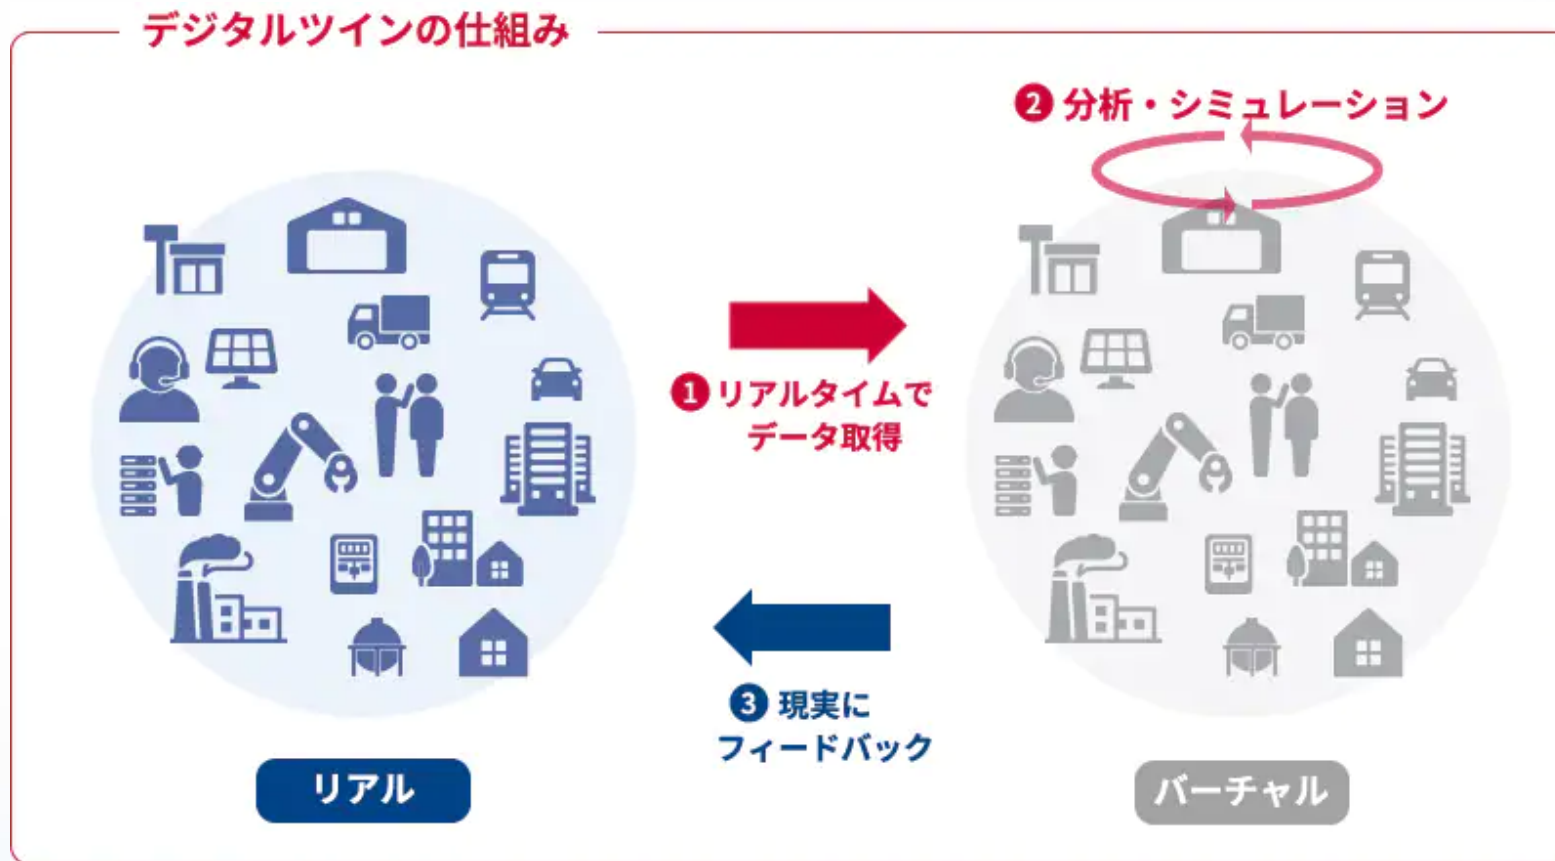 デジタルツインの仕組み
❷ 分析・シミュレーション
❶ リアルタイムで
データ取得
❸ 現実に
フィードバック
リアル
バーチャル